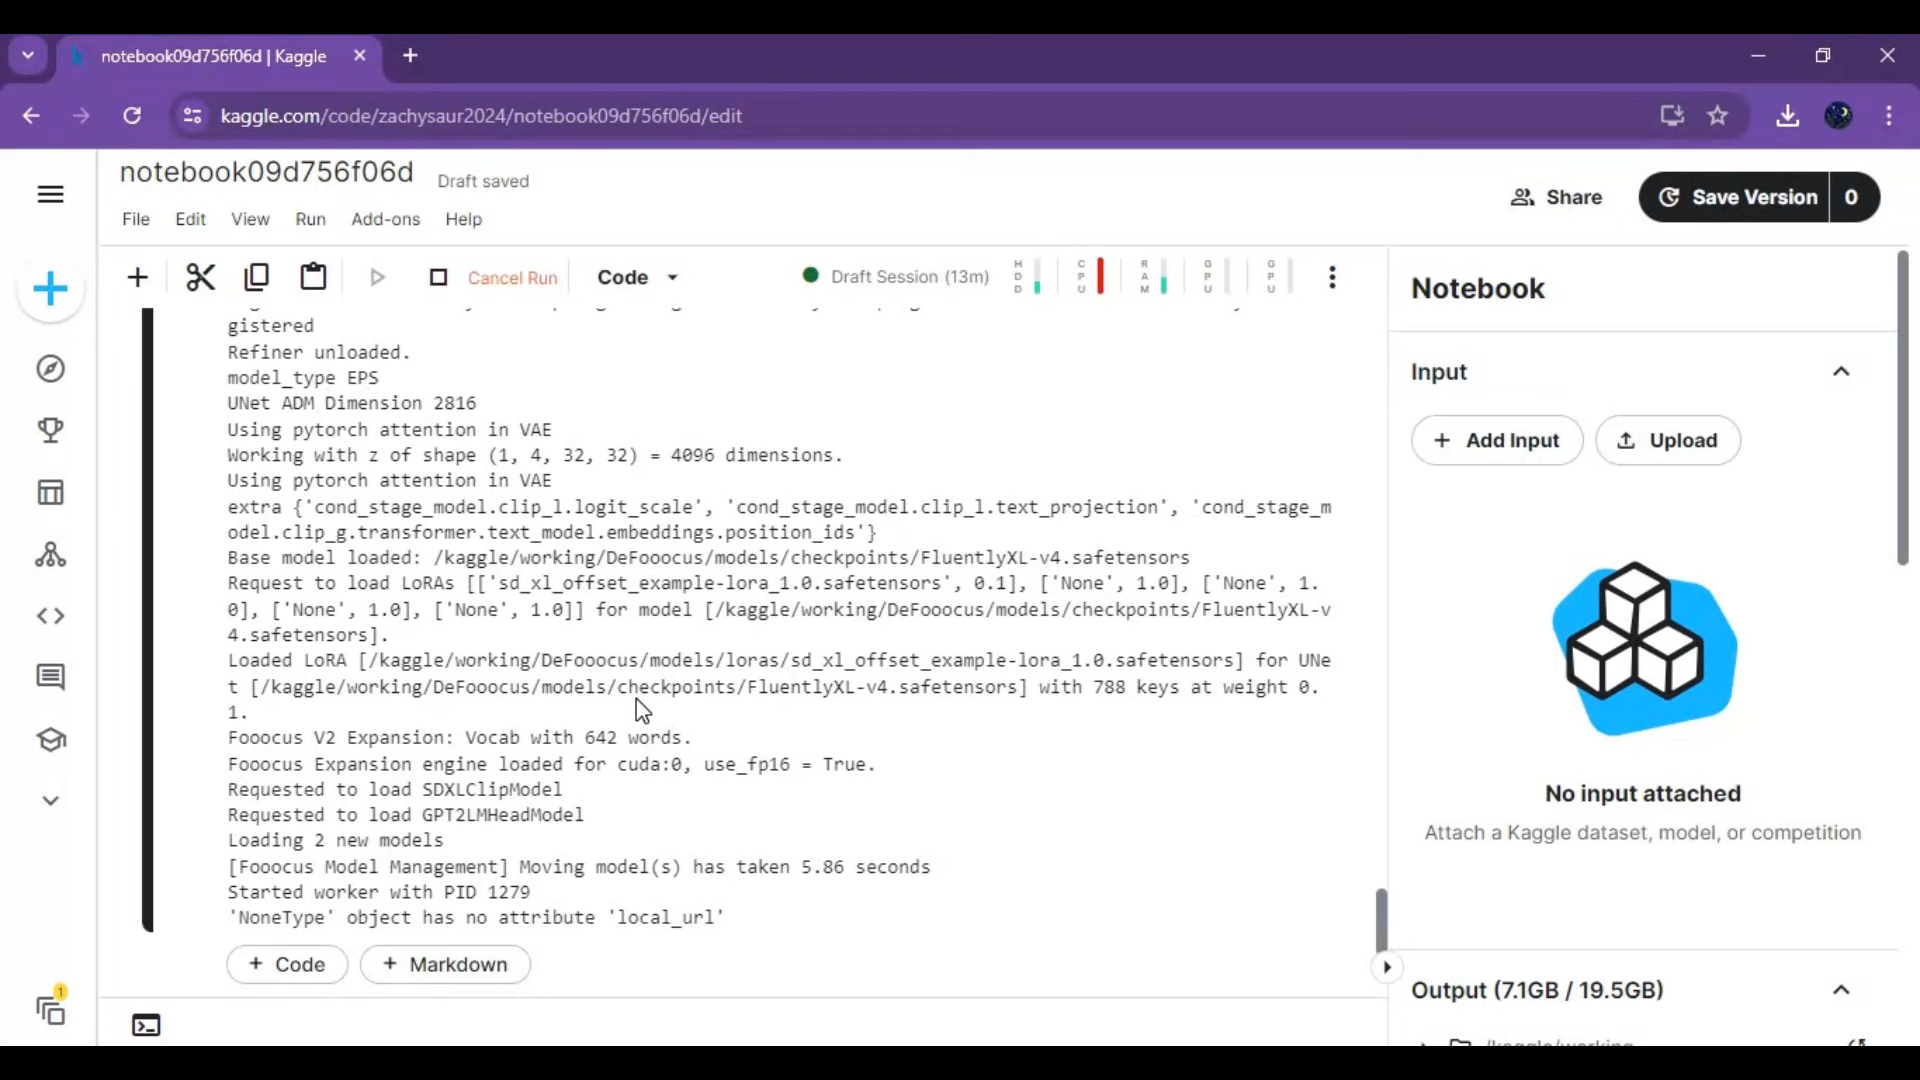 notebook09d756f06d | Kaggle
kaggle.com/code/zachysaur2024/notebook09d756f06d/edit
notebook09d756f06d Draft saved
File Edit View Run Add-ons Help
Share
Save Version 0
Cancel Run
Code
Draft Session (13m)
HDD CPU RAM GPU GPU
gistered
Refiner unloaded.
model_type EPS
UNet ADM Dimension 2816
Using pytorch attention in VAE
Working with z of shape (1, 4, 32, 32) = 4096 dimensions.
Using pytorch attention in VAE
extra {'cond_stage_model.clip_l.logit_scale', 'cond_stage_model.clip_l.text_projection', 'cond_stage_m
odel.clip_g.transformer.text_model.embeddings.position_ids'}
Base model loaded: /kaggle/working/DeFooocus/models/checkpoints/FluentlyXL-v4.safetensors
Request to load LoRAs [['sd_xl_offset_example-lora_1.0.safetensors', 0.1], ['None', 1.0], ['None', 1.
0], ['None', 1.0], ['None', 1.0]] for model [/kaggle/working/DeFooocus/models/checkpoints/FluentlyXL-v
4.safetensors].
Loaded LoRA [/kaggle/working/DeFooocus/models/loras/sd_xl_offset_example-lora_1.0.safetensors] for UNe
t [/kaggle/working/DeFooocus/models/checkpoints/FluentlyXL-v4.safetensors] with 788 keys at weight 0.
1.
Fooocus V2 Expansion: Vocab with 642 words.
Fooocus Expansion engine loaded for cuda:0, use_fp16 = True.
Requested to load SDXLClipModel
Requested to load GPT2LMHeadModel
Loading 2 new models
[Fooocus Model Management] Moving model(s) has taken 5.86 seconds
Started worker with PID 1279
'NoneType' object has no attribute 'local_url'
+ Code + Markdown
Notebook
Input
+ Add Input Upload
No input attached
Attach a Kaggle dataset, model, or competition
Output (7.1GB / 19.5GB)
/kaggle/working
1